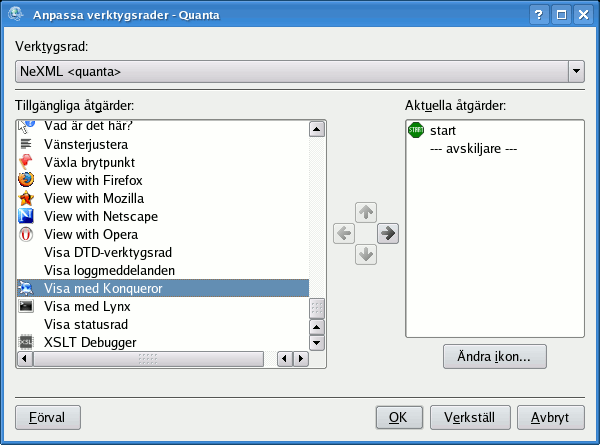 Anpassa verktygsrader - Quanta
Verktygsrad:
NeXML <quanta>
Tillgängliga åtgärder:
Vad är det här?
Vänsterjustera
Växla brytpunkt
View with Firefox
View with Mozilla
View with Netscape
View with Opera
Visa DTD-verktygsrad
Visa loggmeddelanden
Visa med Konqueror
Visa med Lynx
Visa statusrad
XSLT Debugger
Aktuella åtgärder:
start
--- avskiljare ---
Ändra ikon...
Förval
OK
Verkställ
Avbryt